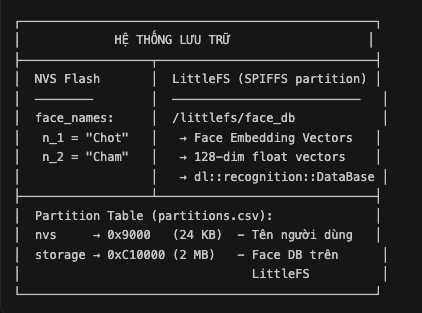 HỆ THỐNG LƯU TRỮ
NVS Flash │ LittleFS (SPIFFS partition)
──────── │ ─────────────────────────
face_names: │ /littlefs/face_db
n_1 = "Chot" │ → Face Embedding Vectors
n_2 = "Cham" │ → 128-dim float vectors
│ → dl::recognition::DataBase
Partition Table (partitions.csv):
nvs → 0x9000 (24 KB) – Tên người dùng
storage → 0xC10000 (2 MB) – Face DB trên
LittleFS